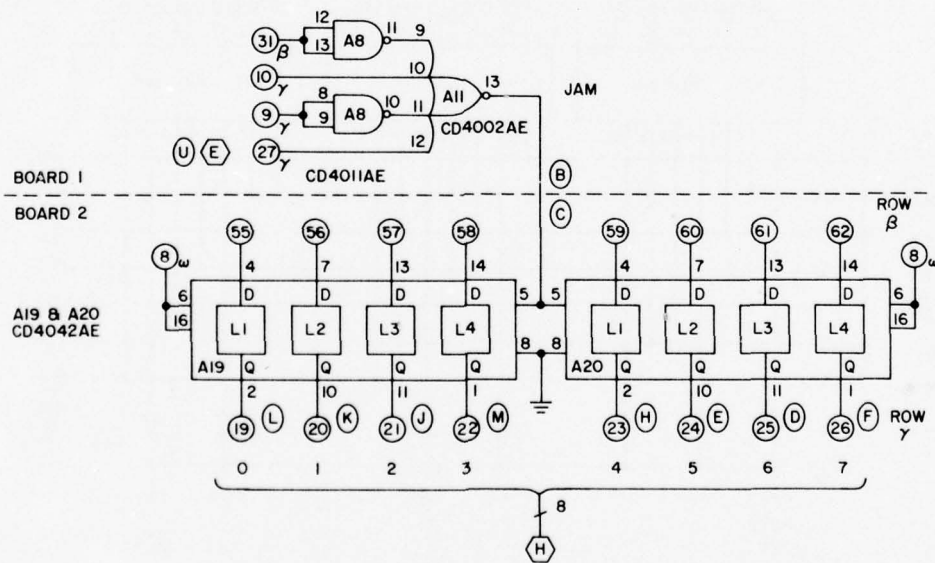 12 11 9
31 β 13 A8
10 γ 10 13 JAM
A11
9 γ 8 9 A8 10 11
CD4002AE
U E 27 γ 12
CD4011AE
BOARD 1 B
BOARD 2 C ROW β
55 56 57 58 59 60 61 62
8 ω 4 7 13 14 4 7 13 14 8 ω
6 D D D D 5 5 D D D D 6
16 L1 L2 L3 L4 L1 L2 L3 L4 16
A19 & A20
CD4042AE
8 8
A19 Q Q Q Q A20 Q Q Q Q
2 10 11 1 2 10 11 1
19 L 20 K 21 J 22 M 23 H 24 E 25 D 26 F ROW γ
0 1 2 3 4 5 6 7
8
H